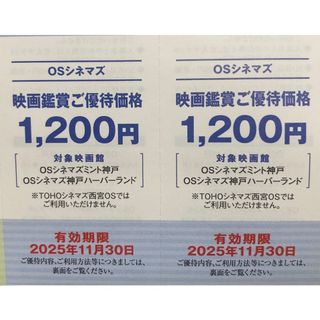 OSシネマズ
映画鑑賞ご優待価格
1,200円
対象映画館
OSシネマズミント神戸
OSシネマズ神戸ハーバーランド
※TOHOシネマズ西宮OSでは
ご利用いただけません。
有効期限
2025年11月30日
ご優待内容、ご利用方法等につきましては、
裏面をご覧ください。
OSシネマズ
映画鑑賞ご優待価格
1,200円
対象映画館
OSシネマズミント神戸
OSシネマズ神戸ハーバーランド
※TOHOシネマズ西宮OSでは
ご利用いただけません。
有効期限
2025年11月30日
ご優待内容、ご利用方法等につきましては、
裏面をご覧ください。